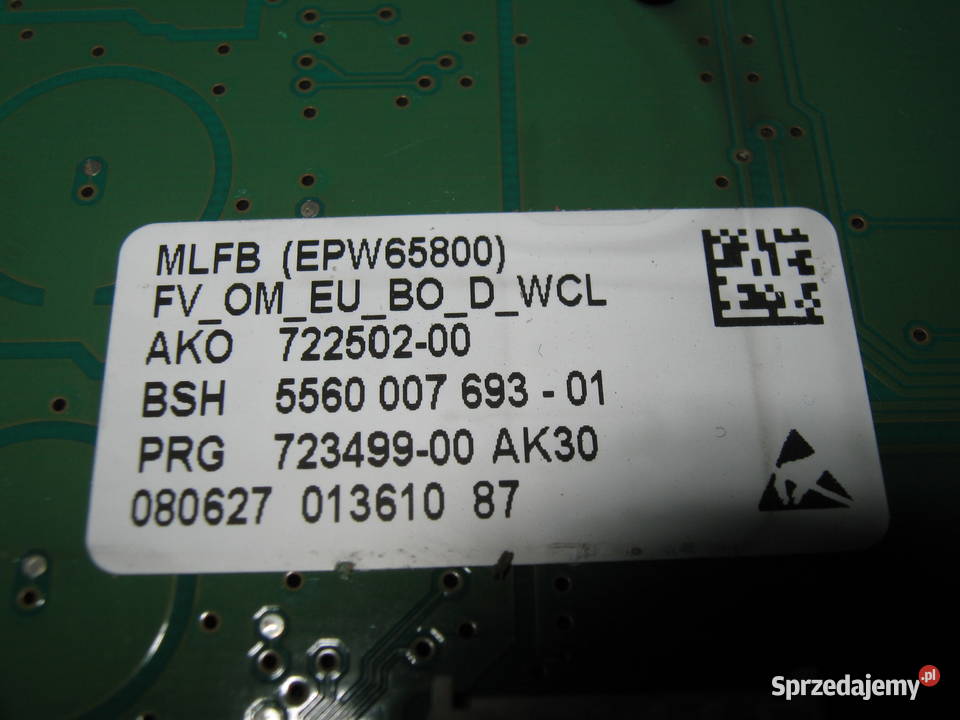 MLFB (EPW65800)
FV_OM_EU_BO_D_WCL
AKO 722502-00
BSH 5560 007 693 - 01
PRG 723499-00 AK30
080627 013610 87
Sprzedajemy.pl